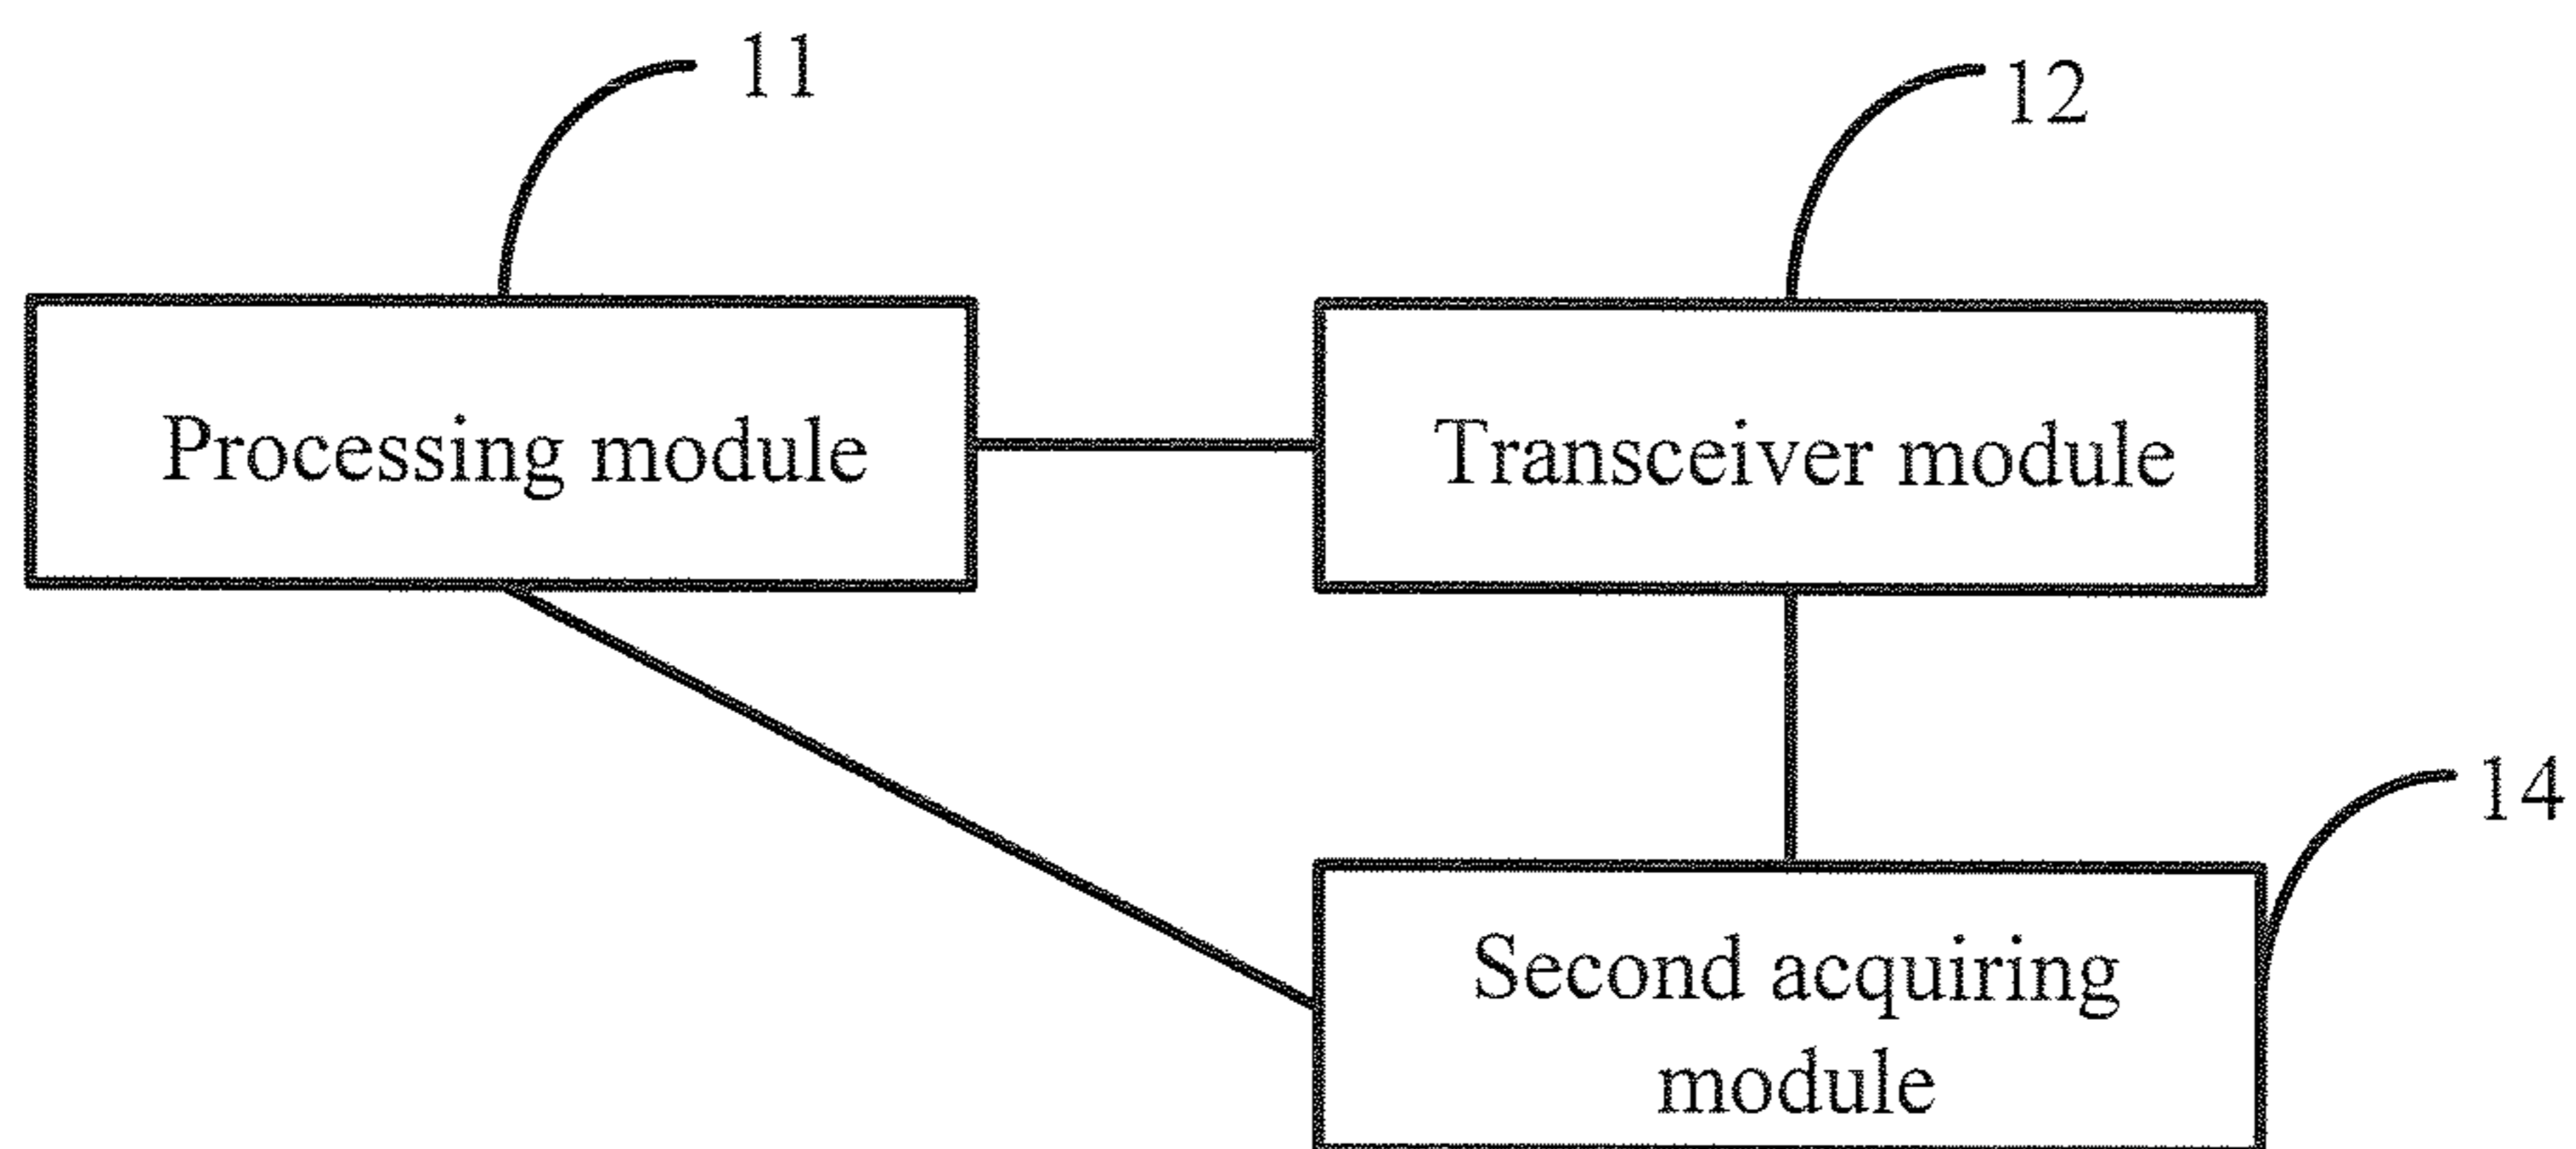 11
12
Processing module
Transceiver module
14
Second acquiring
module